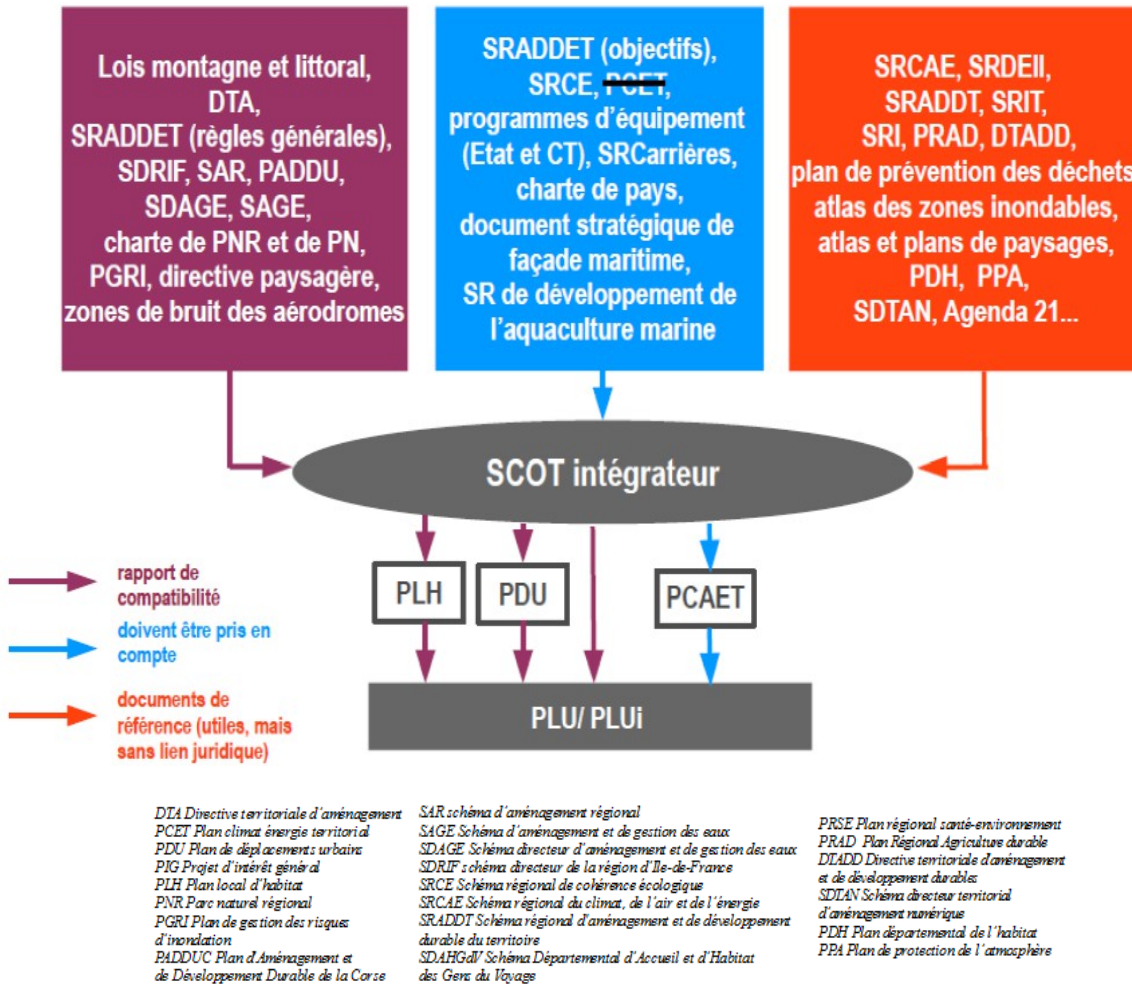 Lois montagne et littoral,
DTA,
SRADDET (règles générales),
SDRIF, SAR, PADDU,
SDAGE, SAGE,
charte de PNR et de PN,
PGRI, directive paysagère,
zones de bruit des aérodromes
SRADDET (objectifs),
SRCE, PCET,
programmes d'équipement
(Etat et CT), SRCarrières,
charte de pays,
document stratégique de
façade maritime,
SR de développement de
l'aquaculture marine
SRCAE, SRDEII,
SRADDT, SRIT,
SRI, PRAD, DTADD,
plan de prévention des déchets
atlas des zones inondables,
atlas et plans de paysages,
PDH, PPA,
SDTAN, Agenda 21...
SCOT intégrateur
rapport de
compatibilité
doivent être pris en
compte
documents de
référence (utiles, mais
sans lien juridique)
PLH
PDU
PCAET
PLU/ PLUi
DTA Directive territoriale d'aménagement
PCET Plan climat énergie territorial
PDU Plan de déplacements urbains
PIG Projet d'intérêt général
PLH Plan local d'habitat
PNR Parc naturel régional
PGRI Plan de gestion des risques
d'inondation
PADDUC Plan d'Aménagement et
de Développement Durable de la Corse
SAR schéma d'aménagement régional
SAGE Schéma d'aménagement et de gestion des eaux
SDAGE Schéma directeur d'aménagement et de gestion des eaux
SDRIF schéma directeur de la région d'Ile-de-France
SRCE Schéma régional de cohérence écologique
SRCAE Schéma régional du climat, de l'air et de l'énergie
SRADDT Schéma régional d'aménagement et de développement
durable du territoire
SDAHGdV Schéma Départemental d'Accueil et d'Habitat
des Gens du Voyage
PRSE Plan régional santé-environnement
PRAD Plan Régional Agriculture durable
DTADD Directive territoriale d'aménagement
et de développement durables
SDTAN Schéma directeur territorial
d'aménagement numérique
PDH Plan départemental de l'habitat
PPA Plan de protection de l'atmosphère